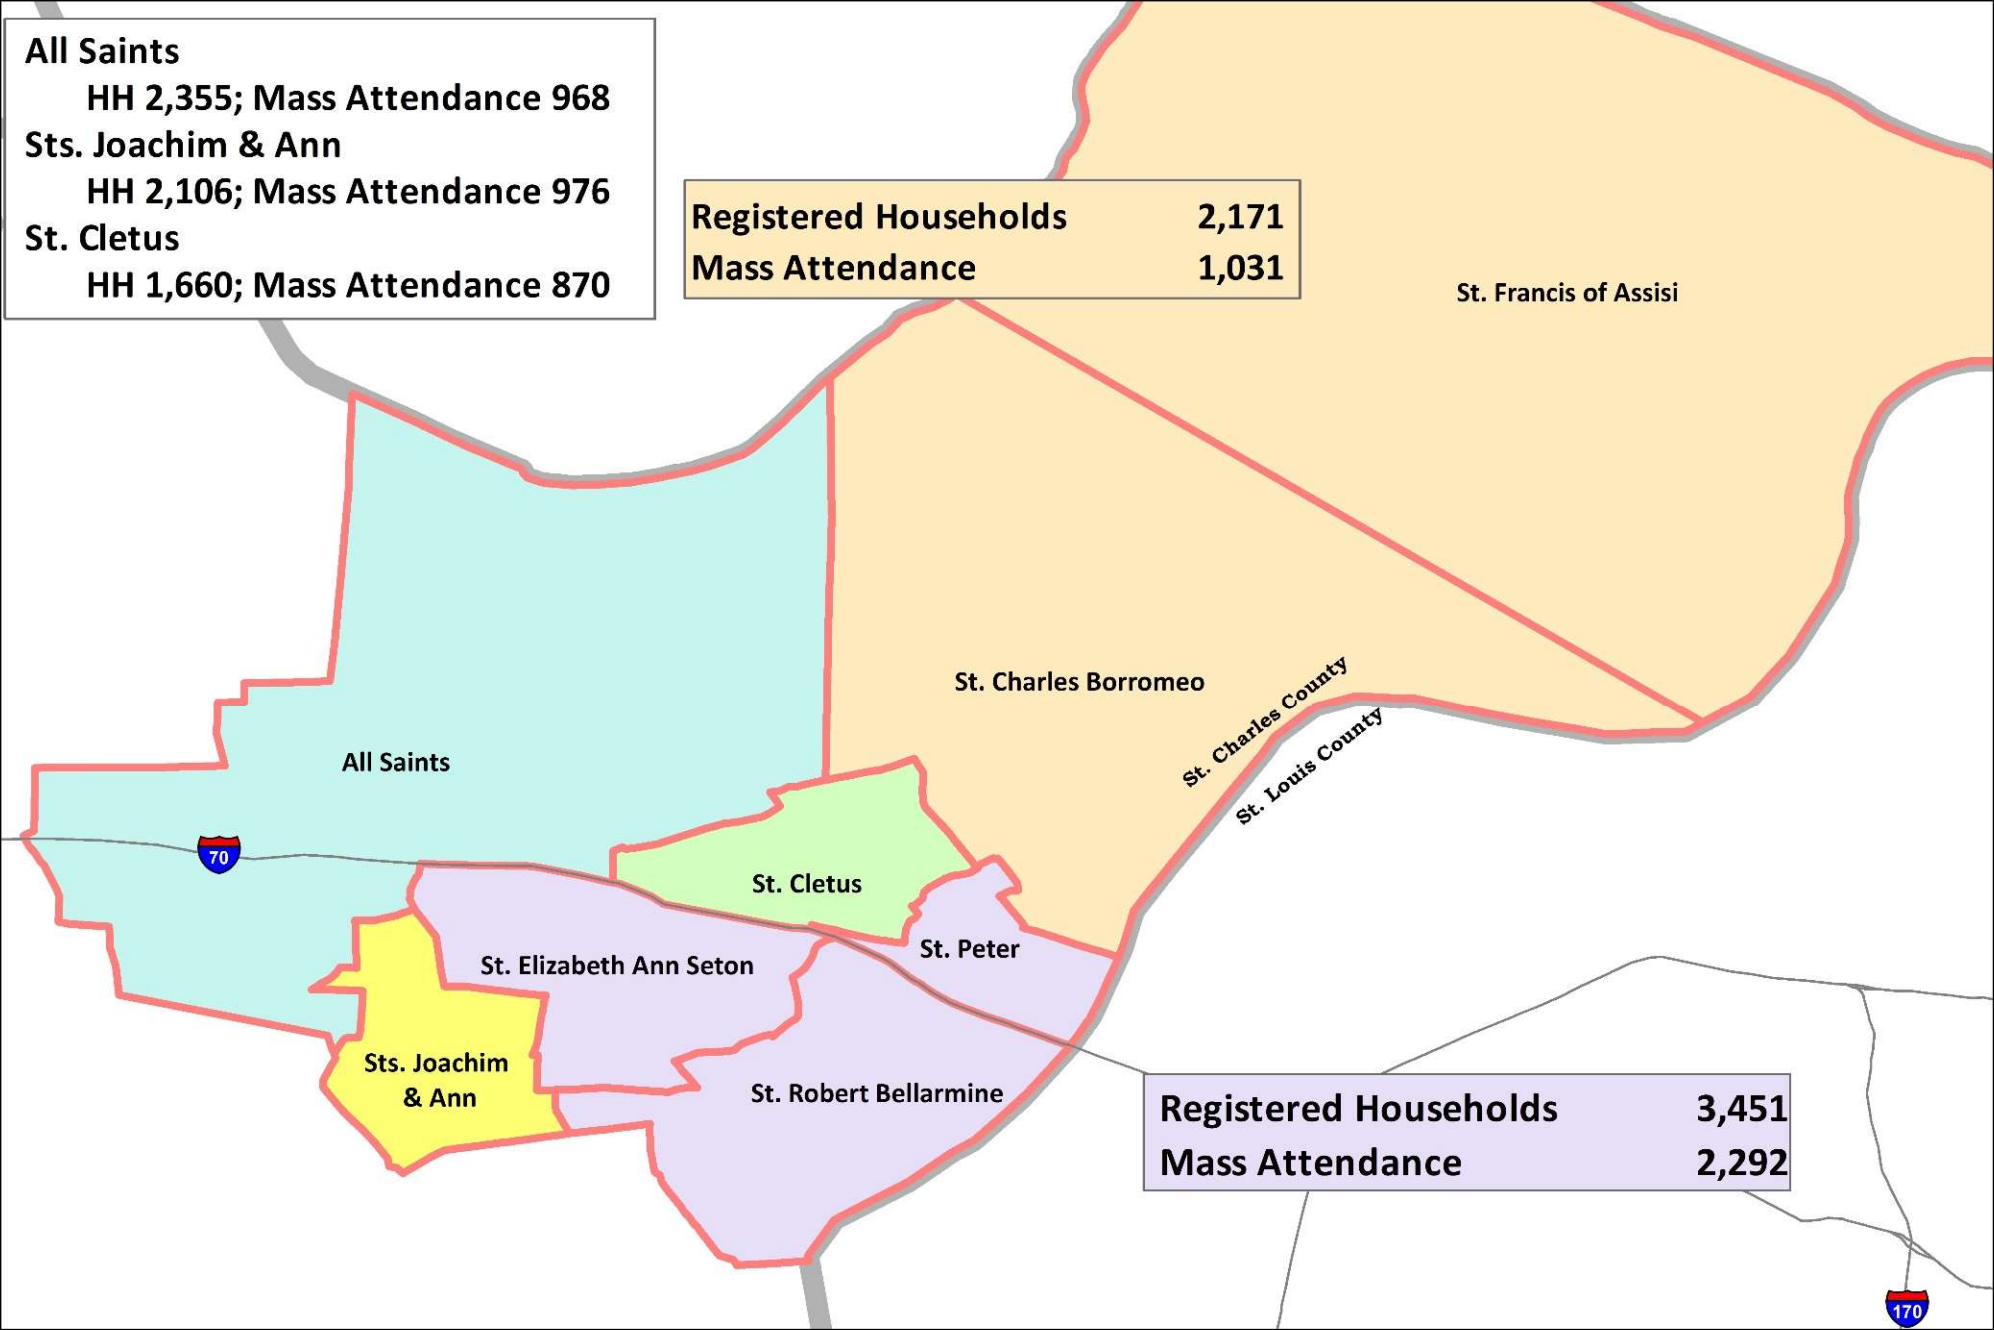 All Saints
HH 2,355; Mass Attendance 968
Sts. Joachim & Ann
HH 2,106; Mass Attendance 976
St. Cletus
HH 1,660; Mass Attendance 870
Registered Households 2,171
Mass Attendance 1,031
St. Francis of Assisi
St. Charles Borromeo
St. Charles County
St. Louis County
All Saints
70
St. Cletus
St. Peter
St. Elizabeth Ann Seton
Sts. Joachim
& Ann
St. Robert Bellarmine
Registered Households 3,451
Mass Attendance 2,292
170